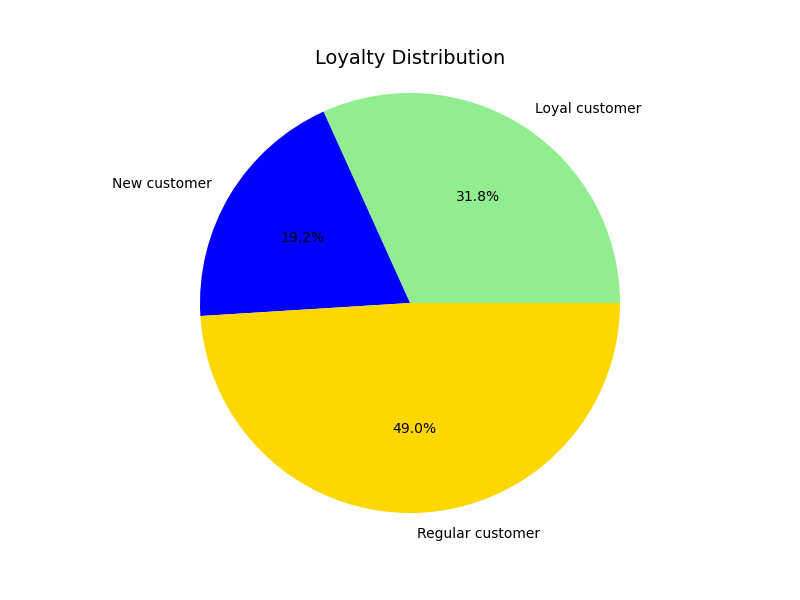 Loyalty Distribution
Loyal customer
31.8%
New customer
19.2%
49.0%
Regular customer